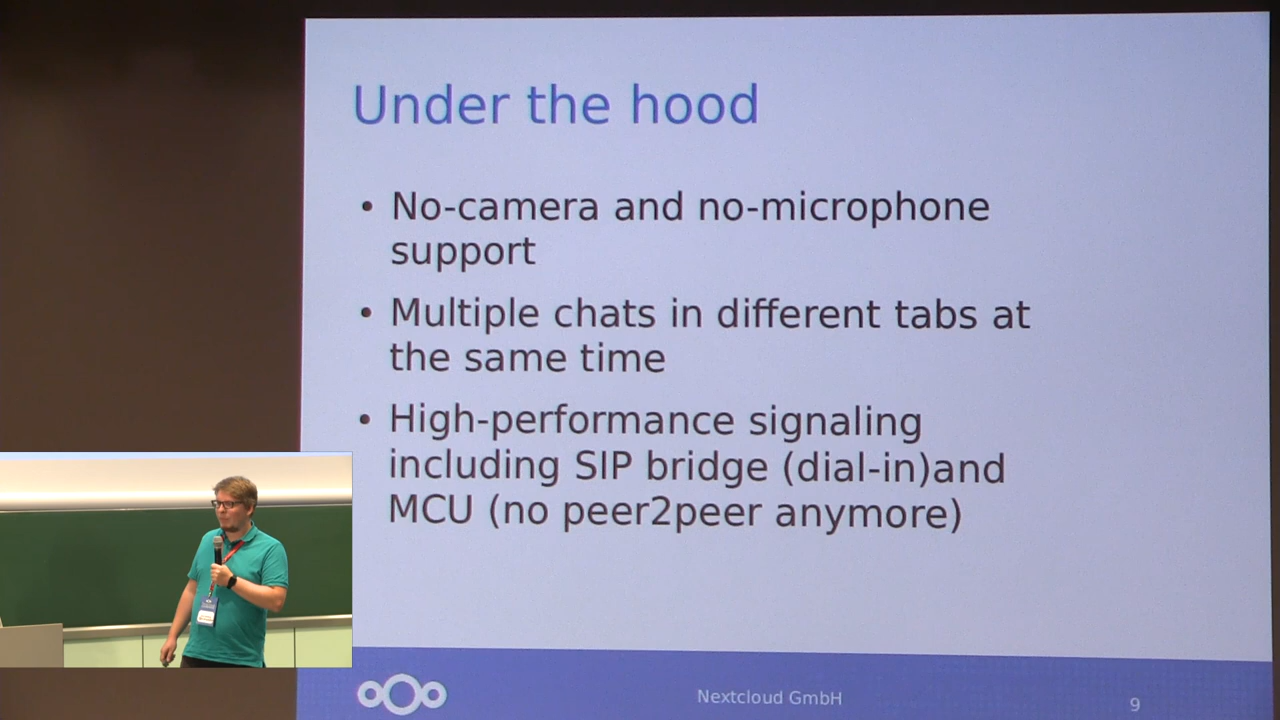 Under the hood
• No-camera and no-microphone
support
• Multiple chats in different tabs at
the same time
• High-performance signaling
including SIP bridge (dial-in)and
MCU (no peer2peer anymore)
Nextcloud GmbH
9